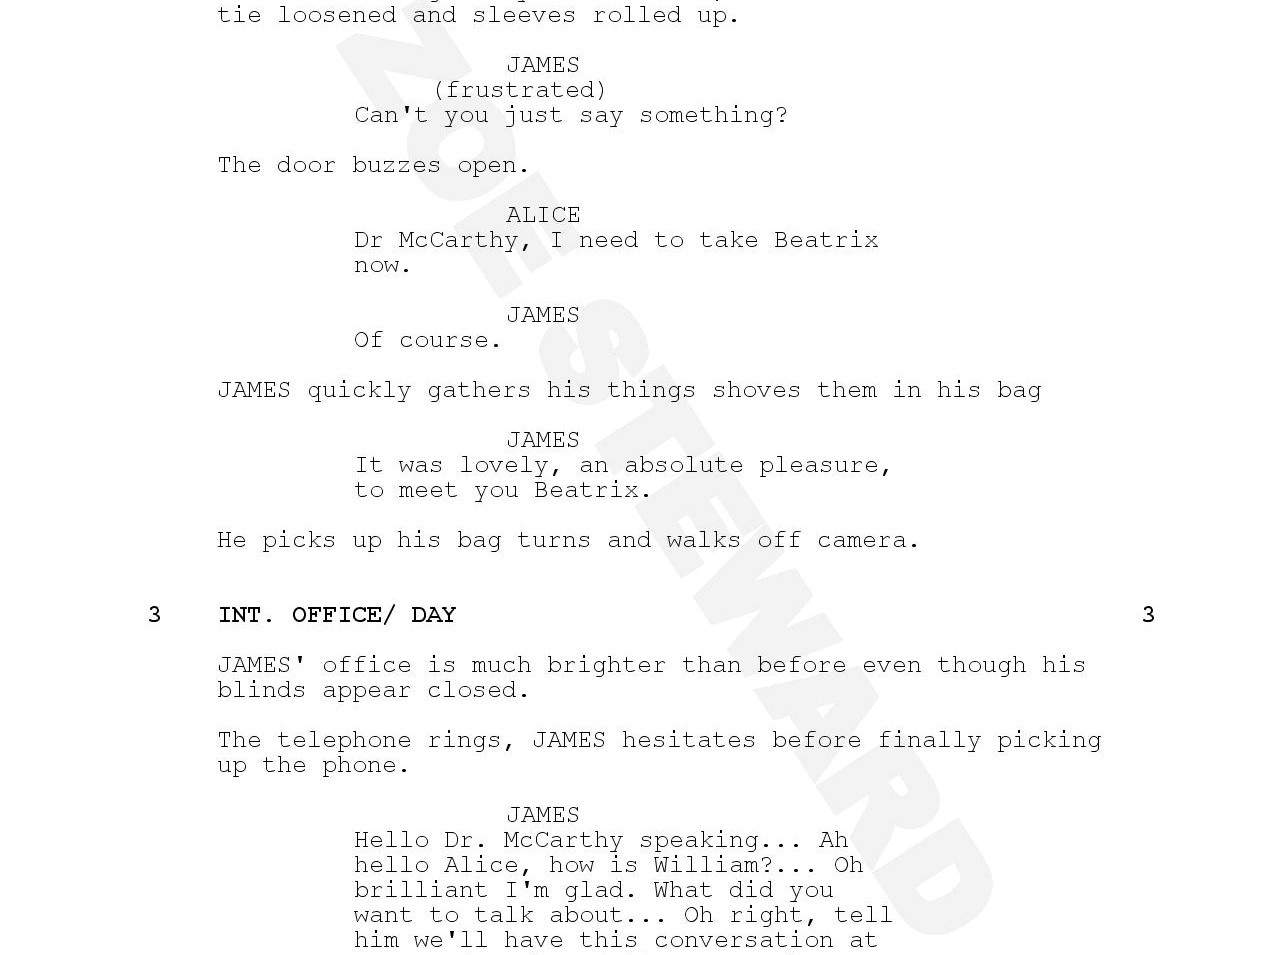 tie loosened and sleeves rolled up.
JAMES
(frustrated)
Can't you just say something?
The door buzzes open.
ALICE
Dr McCarthy, I need to take Beatrix
now.
JAMES
Of course.
JAMES quickly gathers his things shoves them in his bag
JAMES
It was lovely, an absolute pleasure,
to meet you Beatrix.
He picks up his bag turns and walks off camera.
3 INT. OFFICE/ DAY 3
JAMES' office is much brighter than before even though his
blinds appear closed.
The telephone rings, JAMES hesitates before finally picking
up the phone.
JAMES
Hello Dr. McCarthy speaking... Ah
hello Alice, how is William?... Oh
brilliant I'm glad. What did you
want to talk about... Oh right, tell
him we'll have this conversation at
ZOE STEWARD